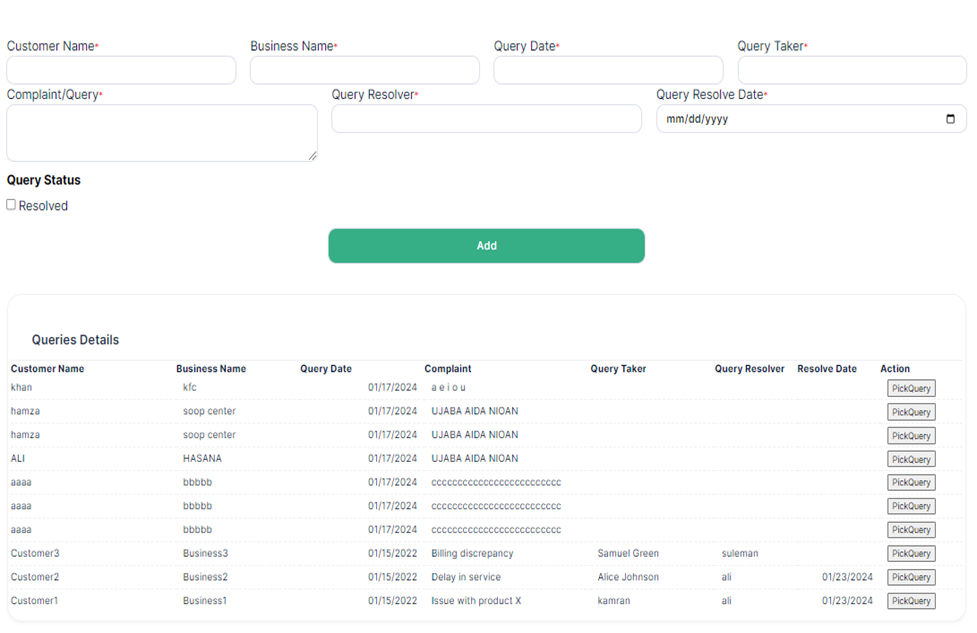 Customer Name* Business Name* Query Date* Query Taker*
Complaint/Query* Query Resolver* Query Resolve Date*
mm/dd/yyyy
Query Status
Resolved
Add
Queries Details
Customer Name Business Name Query Date Complaint Query Taker Query Resolver Resolve Date Action
khan kfc 01/17/2024 a e i o u PickQuery
hamza soop center 01/17/2024 UJABA AIDA NIOAN PickQuery
hamza soop center 01/17/2024 UJABA AIDA NIOAN PickQuery
ALI HASANA 01/17/2024 UJABA AIDA NIOAN PickQuery
aaaa bbbbb 01/17/2024 ccccccccccccccccccccccccc PickQuery
aaaa bbbbb 01/17/2024 ccccccccccccccccccccccccc PickQuery
aaaa bbbbb 01/17/2024 ccccccccccccccccccccccccc PickQuery
Customer3 Business3 01/15/2022 Billing discrepancy Samuel Green suleman PickQuery
Customer2 Business2 01/15/2022 Delay in service Alice Johnson ali 01/23/2024 PickQuery
Customer1 Business1 01/15/2022 Issue with product X kamran ali 01/23/2024 PickQuery